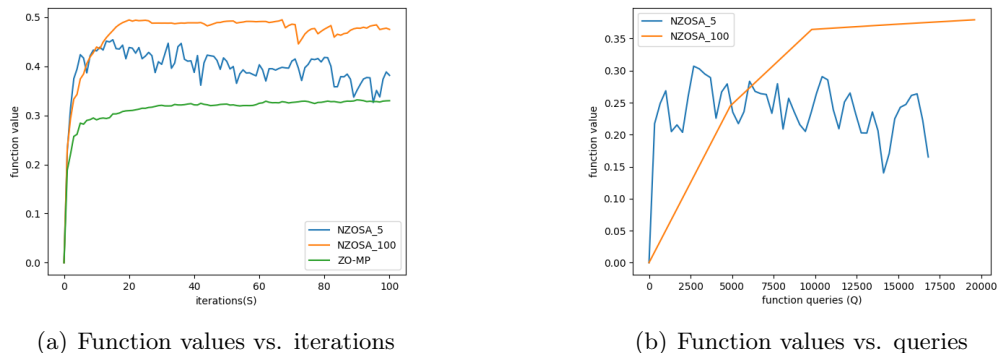 0.5
0.4
0.3
0.2
0.1
0.0
function value
0 20 40 60 80 100
iterations(S)
NZOSA_5
NZOSA_100
ZO-MP
(a) Function values vs. iterations
NZOSA_5
NZOSA_100
0.35
0.30
0.25
0.20
0.15
0.10
0.05
0.00
function value
0 2500 5000 7500 10000 12500 15000 17500 20000
function queries (Q)
(b) Function values vs. queries